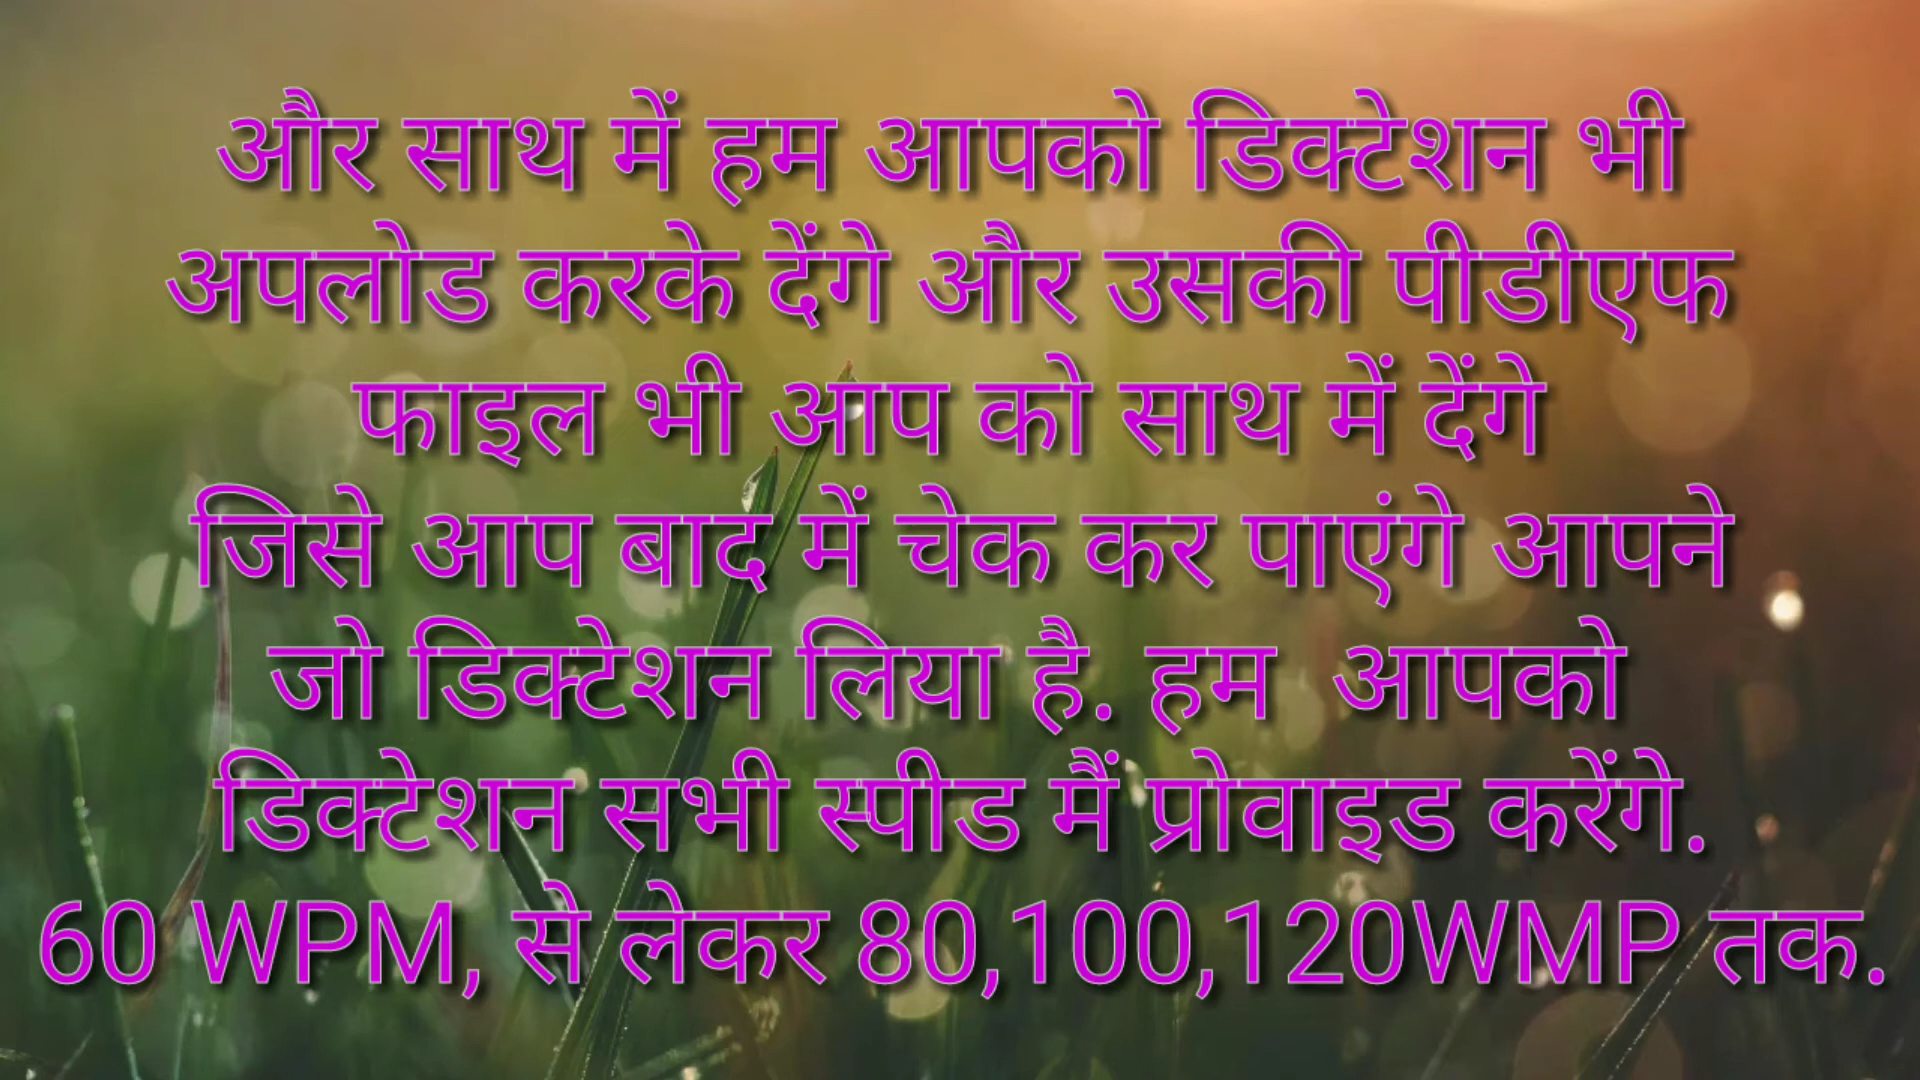 और साथ में हम आपको डिक्टेशन भी
अपलोड करके देंगे और उसकी पीडीएफ
फाइल भी आप को साथ में देंगे
जिसे आप बाद में चेक कर पाएंगे आपने
जो डिक्टेशन लिया है. हम  आपको
डिक्टेशन सभी स्पीड मैं प्रोवाइड करेंगे.
60 WPM, से लेकर 80,100,120WMP तक.